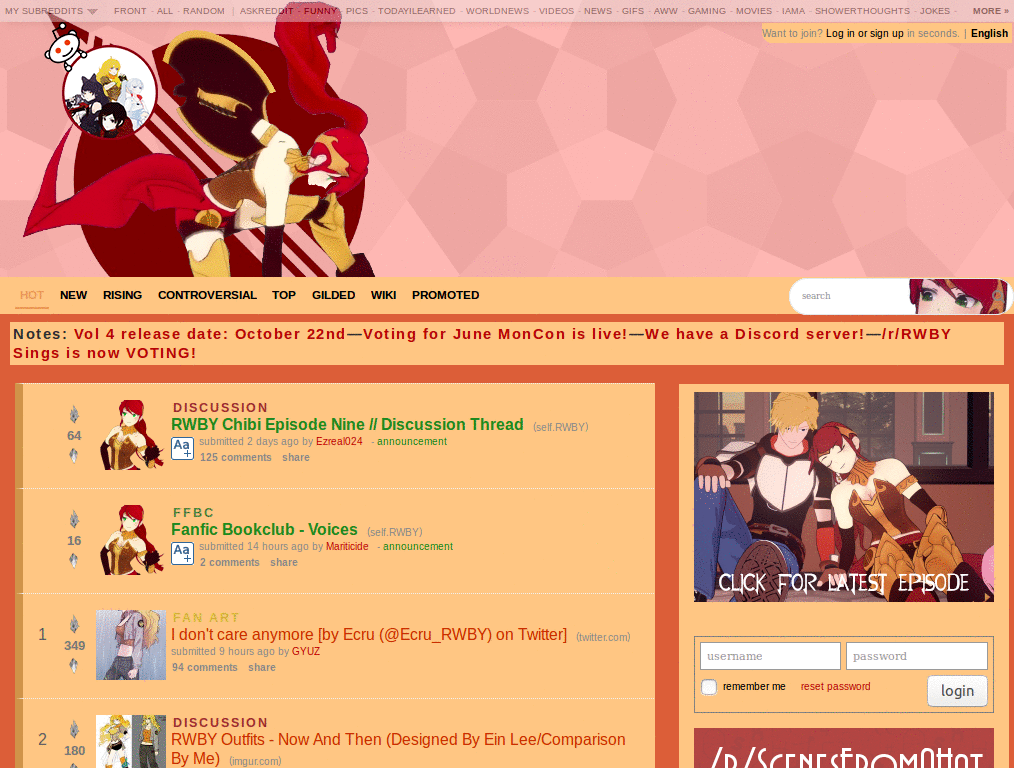 MY SUBREDDITS FRONT - ALL - RANDOM | ASKREDDIT - FUNNY - PICS - TODAYILEARNED - WORLDNEWS - VIDEOS - NEWS - GIFS - AWW - GAMING - MOVIES - IAMA - SHOWERTHOUGHTS - JOKES - MORE »
Want to join? Log in or sign up in seconds. | English
HOT NEW RISING CONTROVERSIAL TOP GILDED WIKI PROMOTED
search
Notes: Vol 4 release date: October 22nd—Voting for June MonCon is live!—We have a Discord server!—/r/RWBY
Sings is now VOTING!
DISCUSSION
RWBY Chibi Episode Nine // Discussion Thread (self.RWBY)
64
Aa+ submitted 2 days ago by Ezreal024 - announcement
125 comments share
FFBC
Fanfic Bookclub - Voices (self.RWBY)
16
Aa+ submitted 14 hours ago by Mariticide - announcement
2 comments share
FAN ART
1 I don't care anymore [by Ecru (@Ecru_RWBY) on Twitter] (twitter.com)
349
submitted 9 hours ago by GYUZ
94 comments share
DISCUSSION
2 RWBY Outfits - Now And Then (Designed By Ein Lee/Comparison
180
By Me) (imgur.com)
CLICK FOR LATEST EPISODE
username password
remember me reset password login
/R/SCENESFROMAHAT